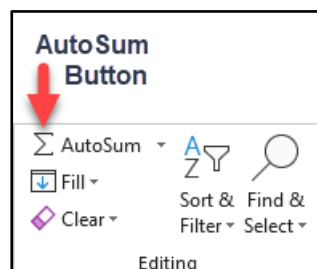 AutoSum
Button
∑ AutoSum
Fill
Clear
A
Z
Sort &
Filter
Find &
Select
Editing